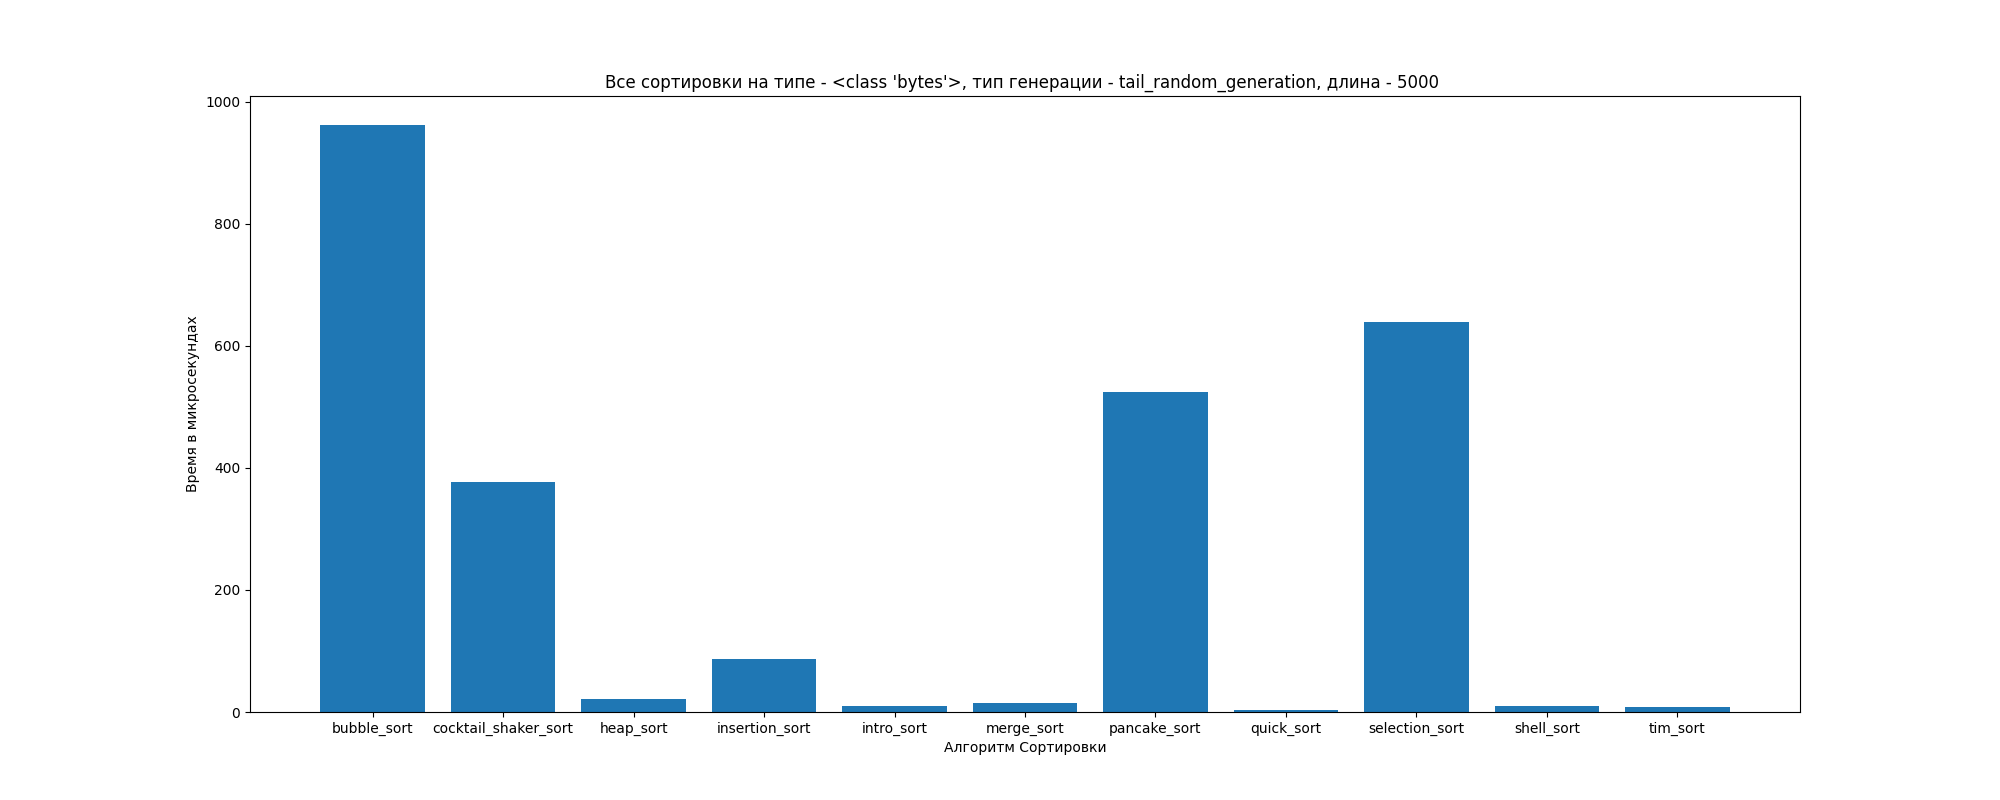 Все сортировки на типе - <class 'bytes'>, тип генерации - tail_random_generation, длина - 5000
1000
800
600
400
200
0
Время в микросекундах
bubble_sort cocktail_shaker_sort heap_sort insertion_sort intro_sort merge_sort pancake_sort quick_sort selection_sort shell_sort tim_sort
Алгоритм Сортировки